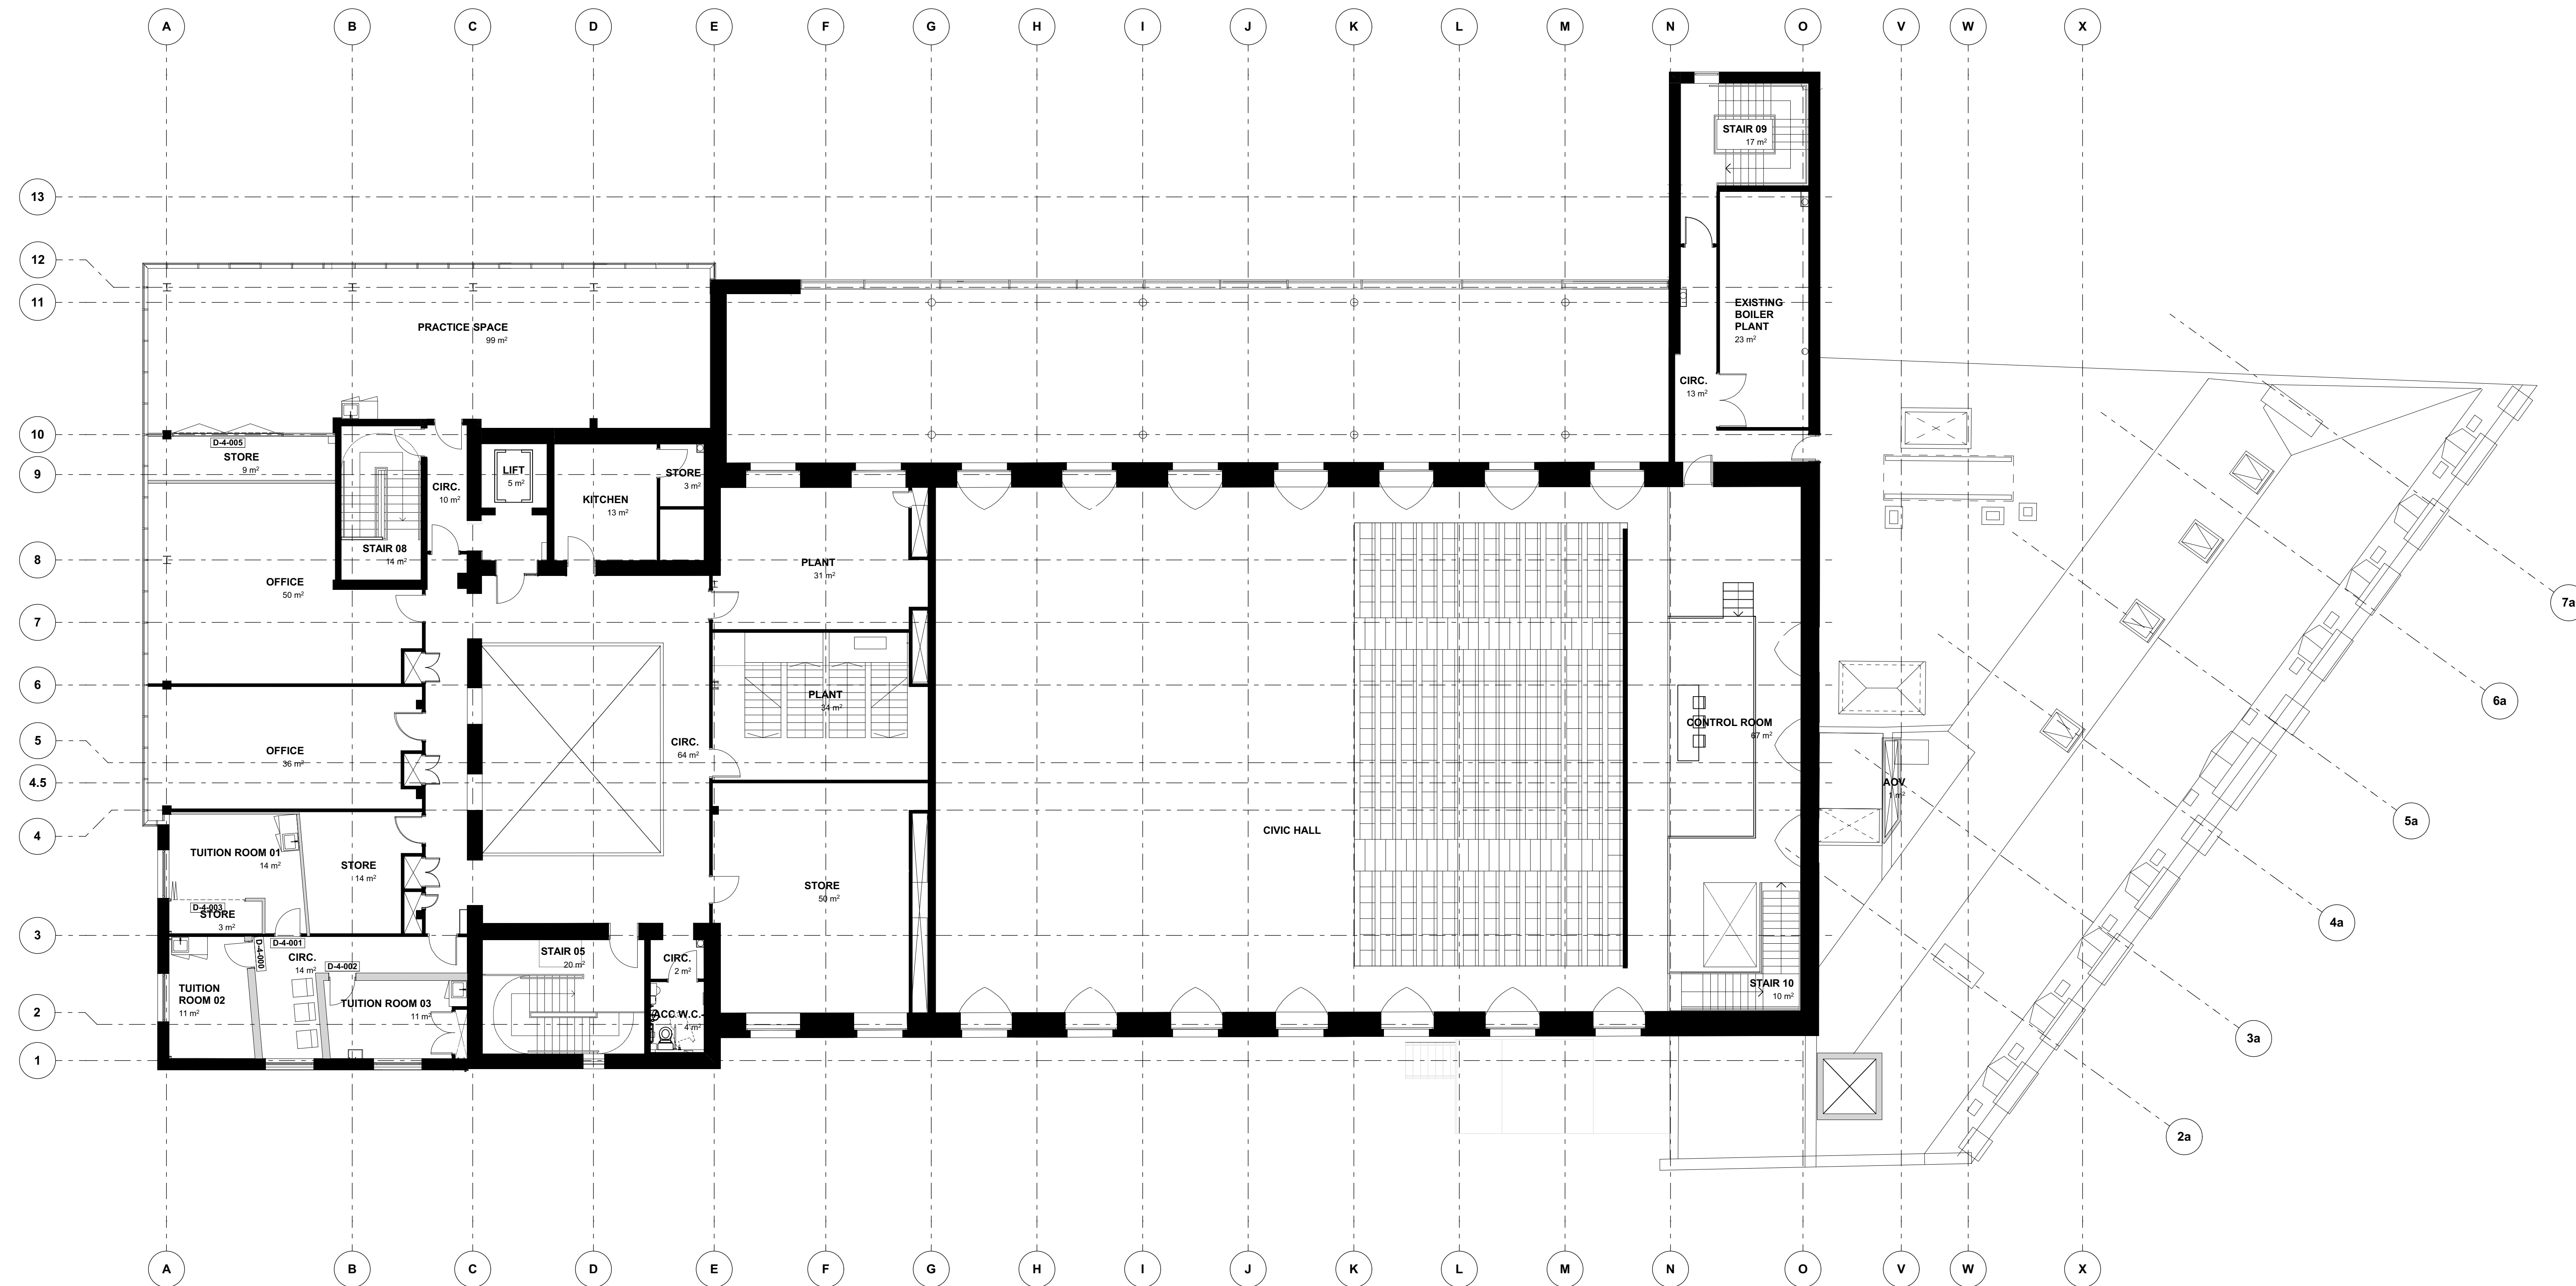 A B C D E F G H I J K L M N O V W X
STAIR 09
17 m²
13
12
11
EXISTING
BOILER
PLANT
23 m²
PRACTICE SPACE
99 m²
CIRC.
13 m²
10
D-4-005
STORE
9 m²
9
LIFT
5 m²
STORE
3 m²
CIRC.
10 m²
KITCHEN
13 m²
8
STAIR 08
14 m²
PLANT
31 m²
OFFICE
50 m²
7a
7
6
PLANT
34 m²
6a
CONTROL ROOM
67 m²
5
OFFICE
36 m²
CIRC.
64 m²
4.5
AOV
1 m²
5a
4
CIVIC HALL
TUITION ROOM 01
14 m²
STORE
14 m²
STORE
50 m²
D-4-003
STORE
3 m²
4a
3
D-4-001
D-4-000
CIRC.
14 m²
D-4-002
STAIR 05
20 m²
CIRC.
2 m²
STAIR 10
10 m²
TUITION
ROOM 02
11 m²
TUITION ROOM 03
11 m²
2
ACC W.C.
4 m²
3a
1
2a
A B C D E F G H I J K L M N O V W X